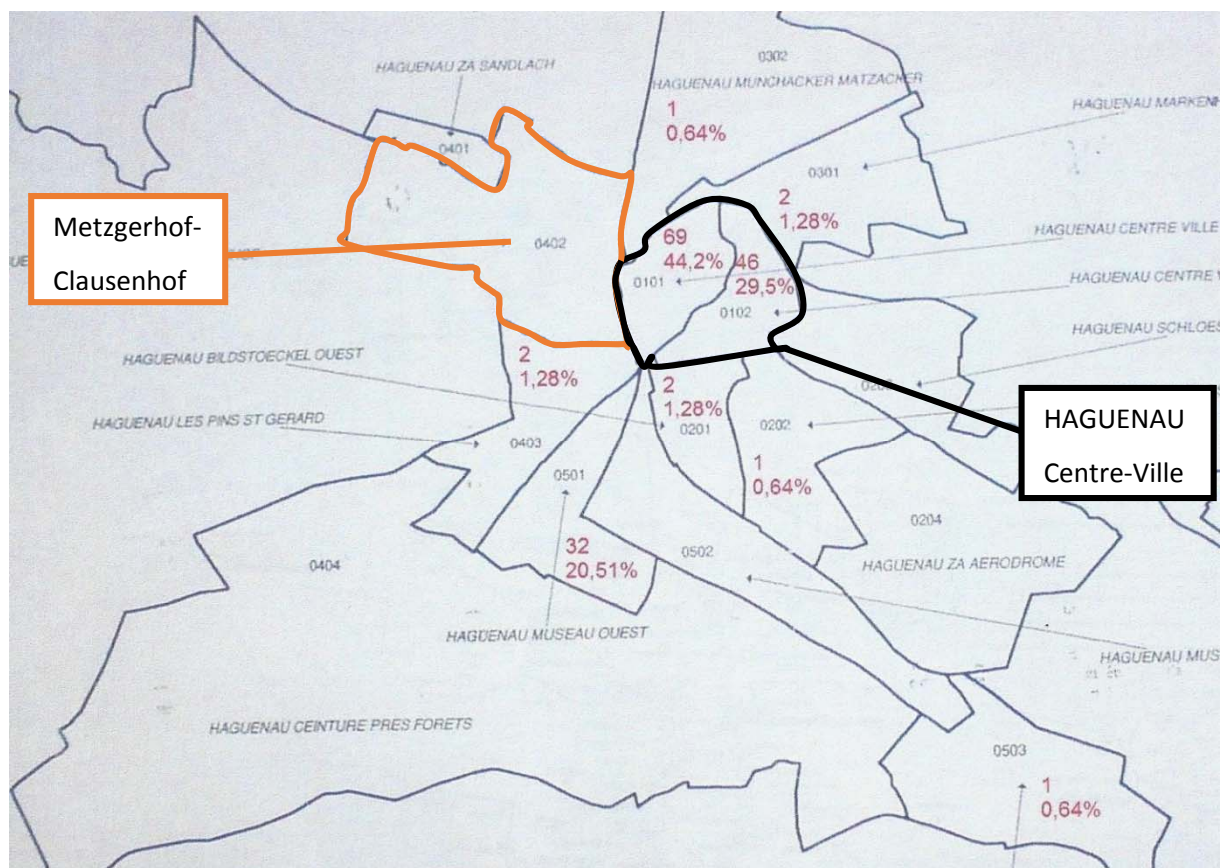 0302
HAGUENAU ZA SANDLACH
HAGUENAU MUNCHACKER MATZACKER
HAGUENAU MARKENH
1
0,64%
0401
0301
2
1,28%
Metzgerhof-
Clausenhof
0402
69
44,2%
HAGUENAU CENTRE VILLE
46
29,5%
0101
0102
HAGUENAU CENTRE V
HAGUENAU SCHLOES
HAGUENAU BILDSTOECKEL OUEST
2
1,28%
2
1,28%
0201
0202
HAGUENAU
Centre-Ville
HAGUENAU LES PINS ST GERARD
0403
0501
1
0,64%
0204
32
20,51%
0502
0404
HAGUENAU ZA AERODROME
HAGUENAU MUSEAU OUEST
HAGUENAU MUS
HAGUENAU CEINTURE PRES FORETS
0503
1
0,64%